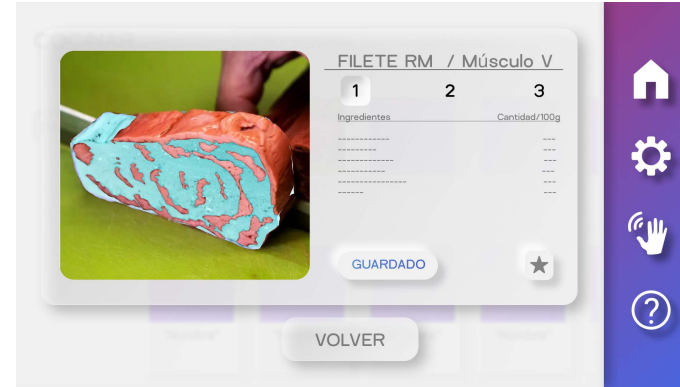 FILETE RM / Músculo V
1 2 3
Ingredientes Cantidad/100g
------------ ---
--------- ---
------------- ---
----------- ---
---------------- ---
------ ---
GUARDADO
VOLVER